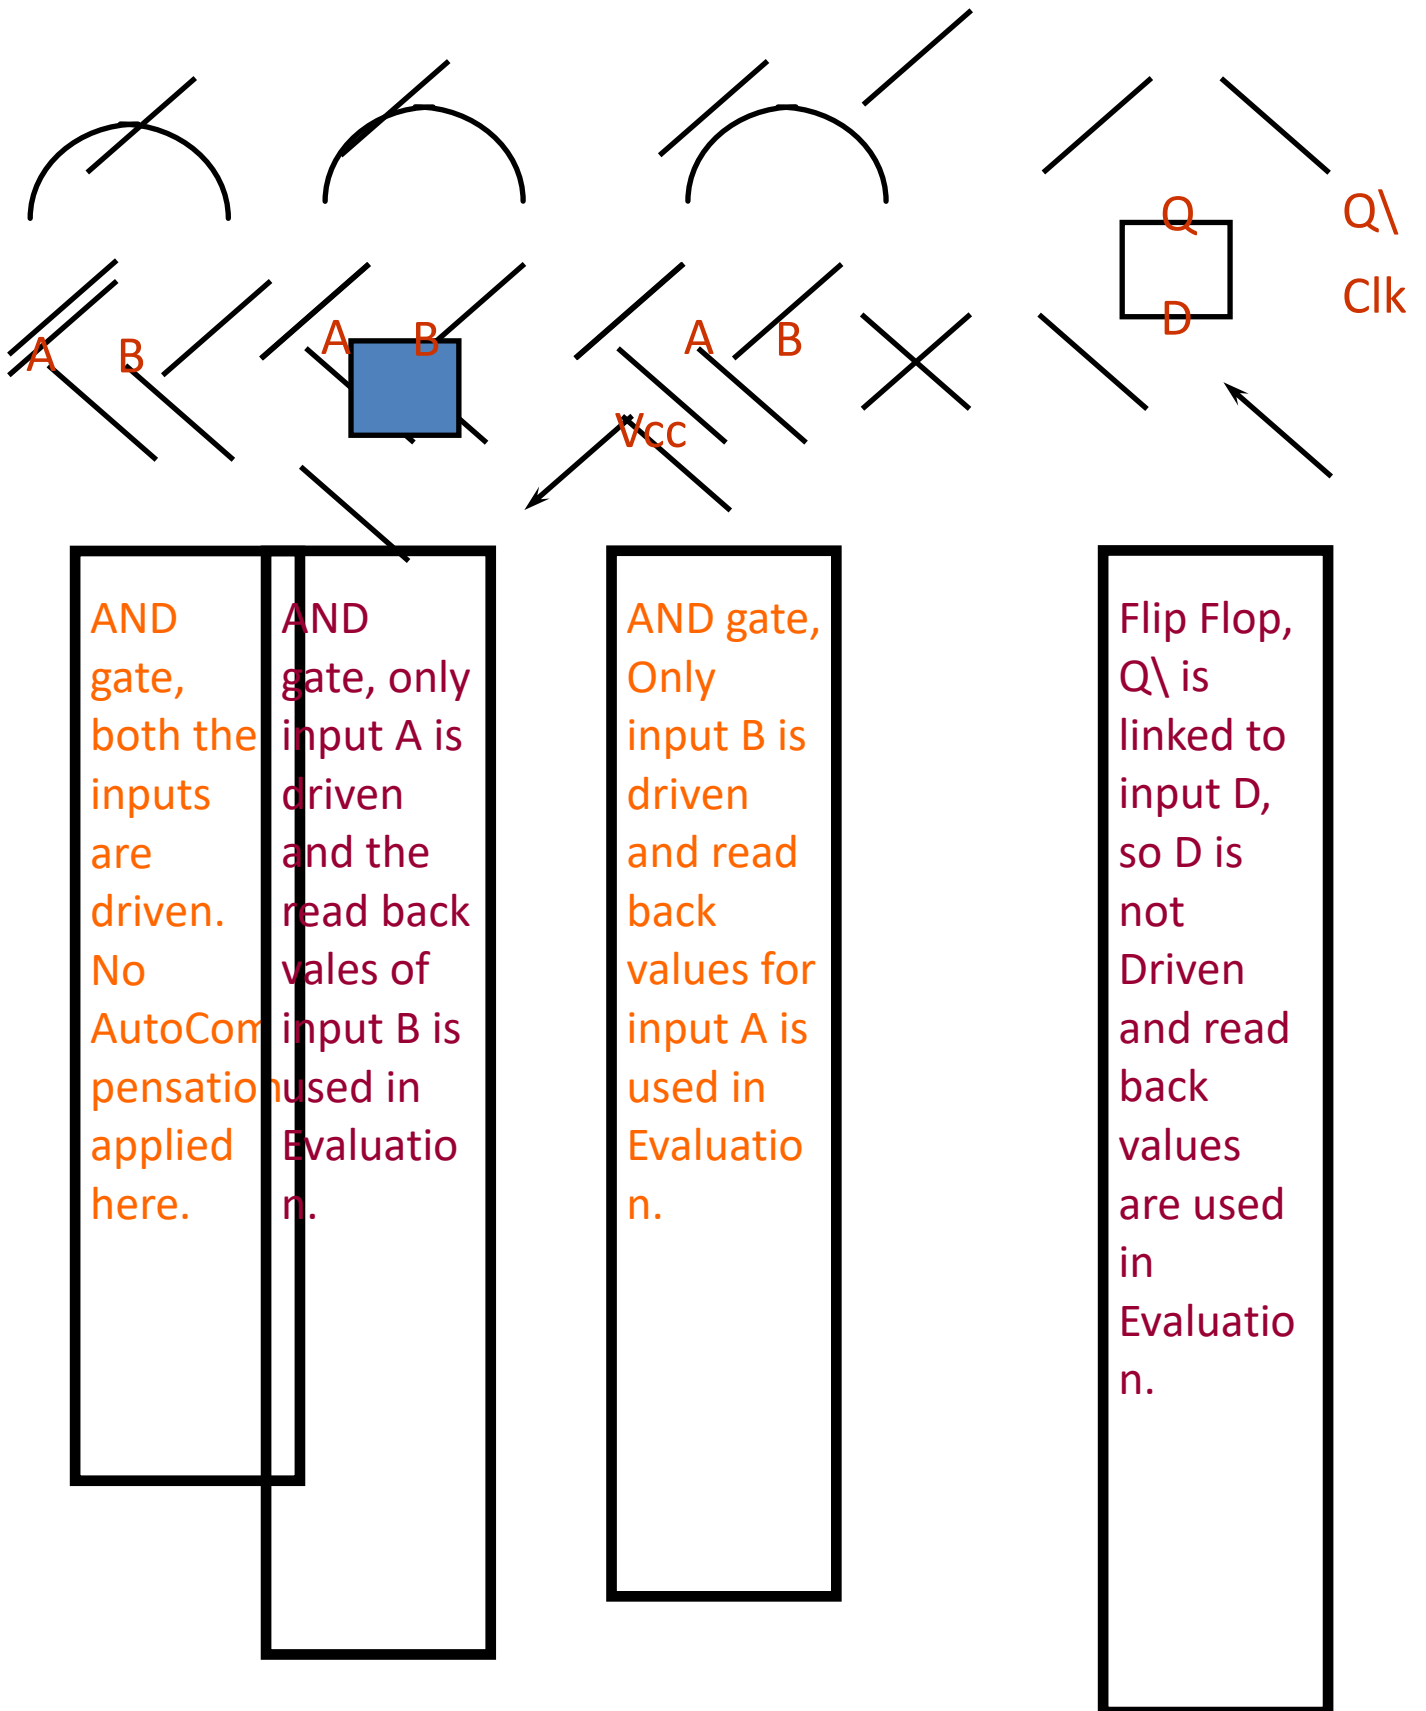 Q
Q\
Clk
D
A
B
A
B
A
B
Vcc
AND
gate,
both the
inputs
are
driven.
No
AutoCom
pensation
applied
here.
AND
gate, only
input A is
driven
and the
read back
vales of
input B is
used in
Evaluatio
n.
AND gate,
Only
input B is
driven
and read
back
values for
input A is
used in
Evaluatio
n.
Flip Flop,
Q\ is
linked to
input D,
so D is
not
Driven
and read
back
values
are used
in
Evaluatio
n.